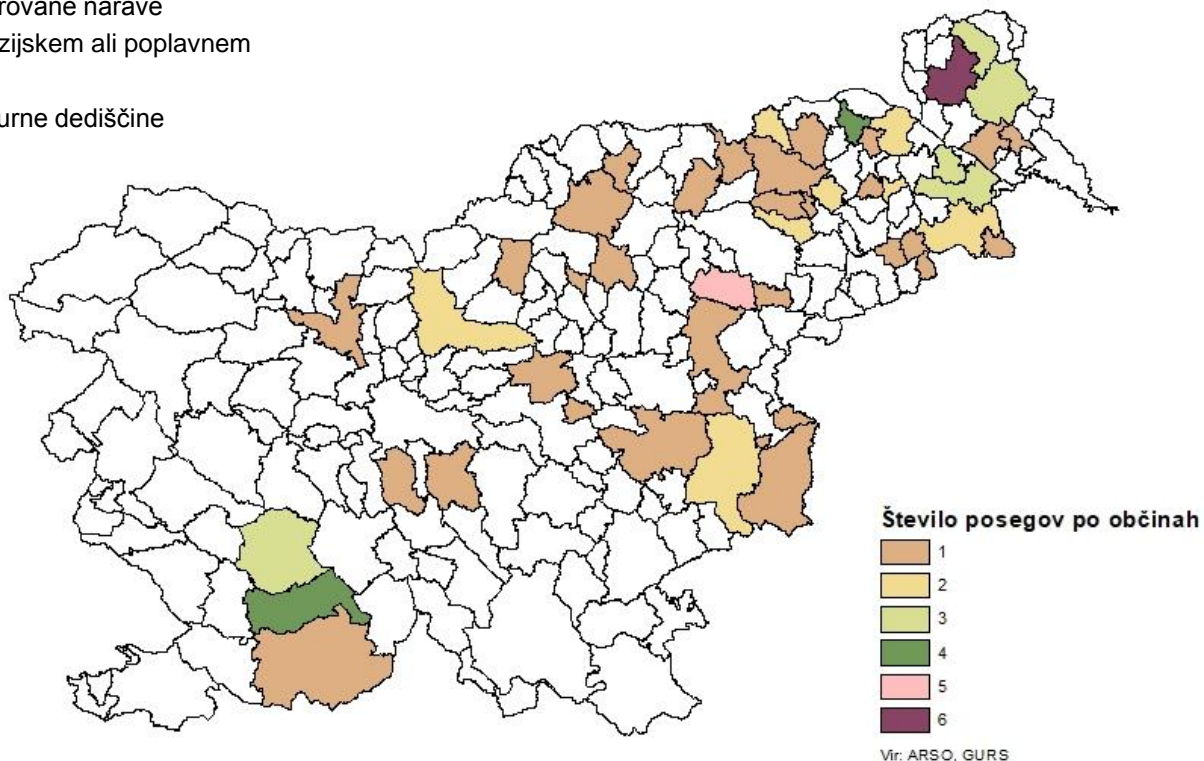 rovane narave
zijskem ali poplavnem
urne dediščine
Število posegov po občinah
1
2
3
4
5
6
Vir: ARSO, GURS